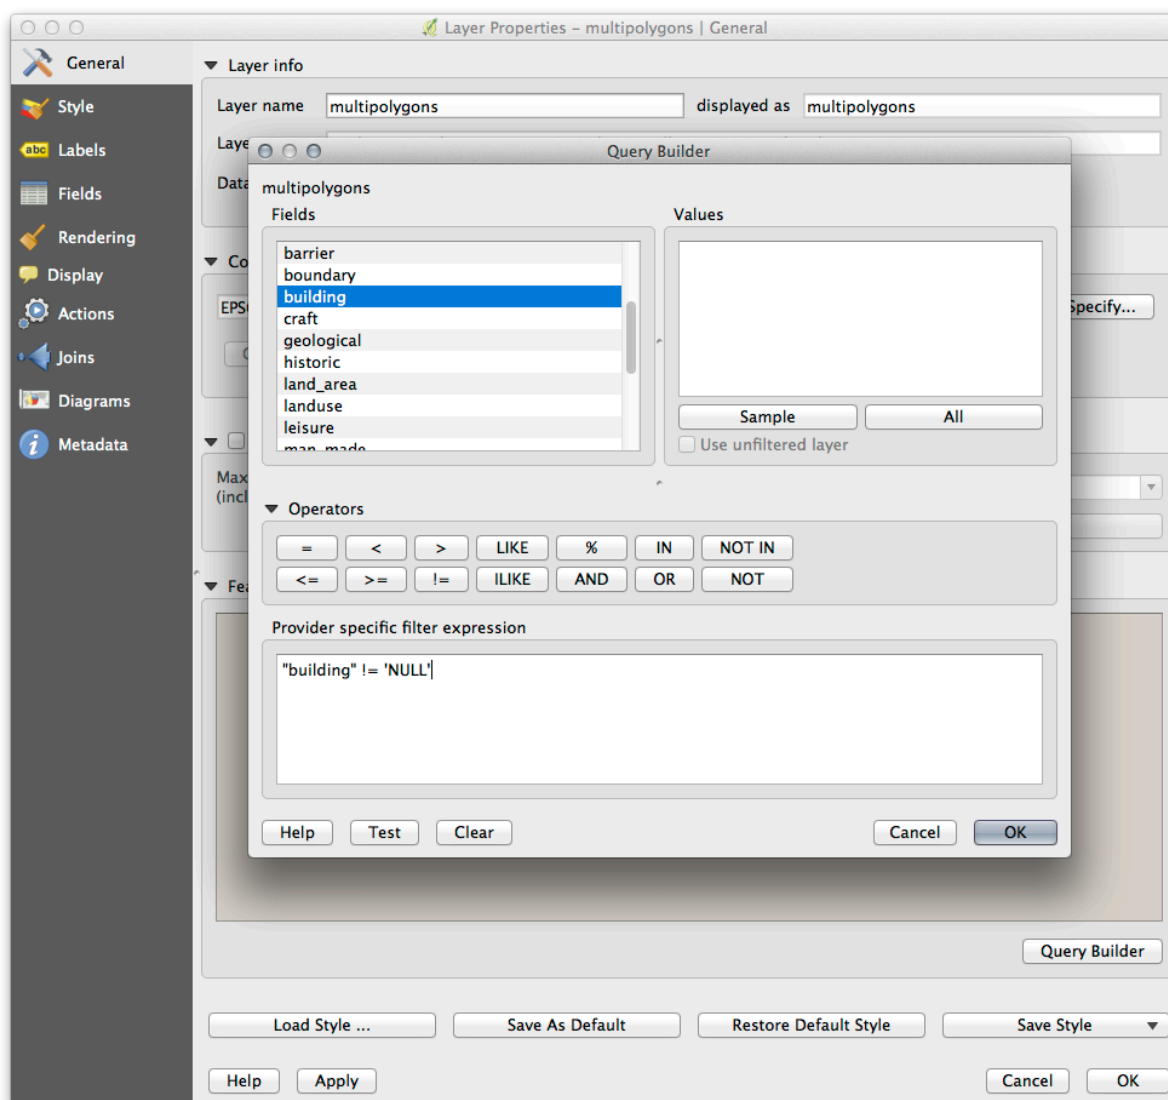 Layer Properties – multipolygons | General
General
Style
abc Labels
Fields
Rendering
Display
Actions
Joins
Diagrams
Metadata
Layer info
Layer name multipolygons displayed as multipolygons
Query Builder
multipolygons
Fields
barrier
boundary
building
craft
geological
historic
land_area
landuse
leisure
man_made
Values
Sample All
Use unfiltered layer
Specify...
Operators
= < > LIKE % IN NOT IN
<= >= != ILIKE AND OR NOT
Provider specific filter expression
"building" != 'NULL'
Help Test Clear Cancel OK
Query Builder
Load Style ... Save As Default Restore Default Style Save Style
Help Apply Cancel OK